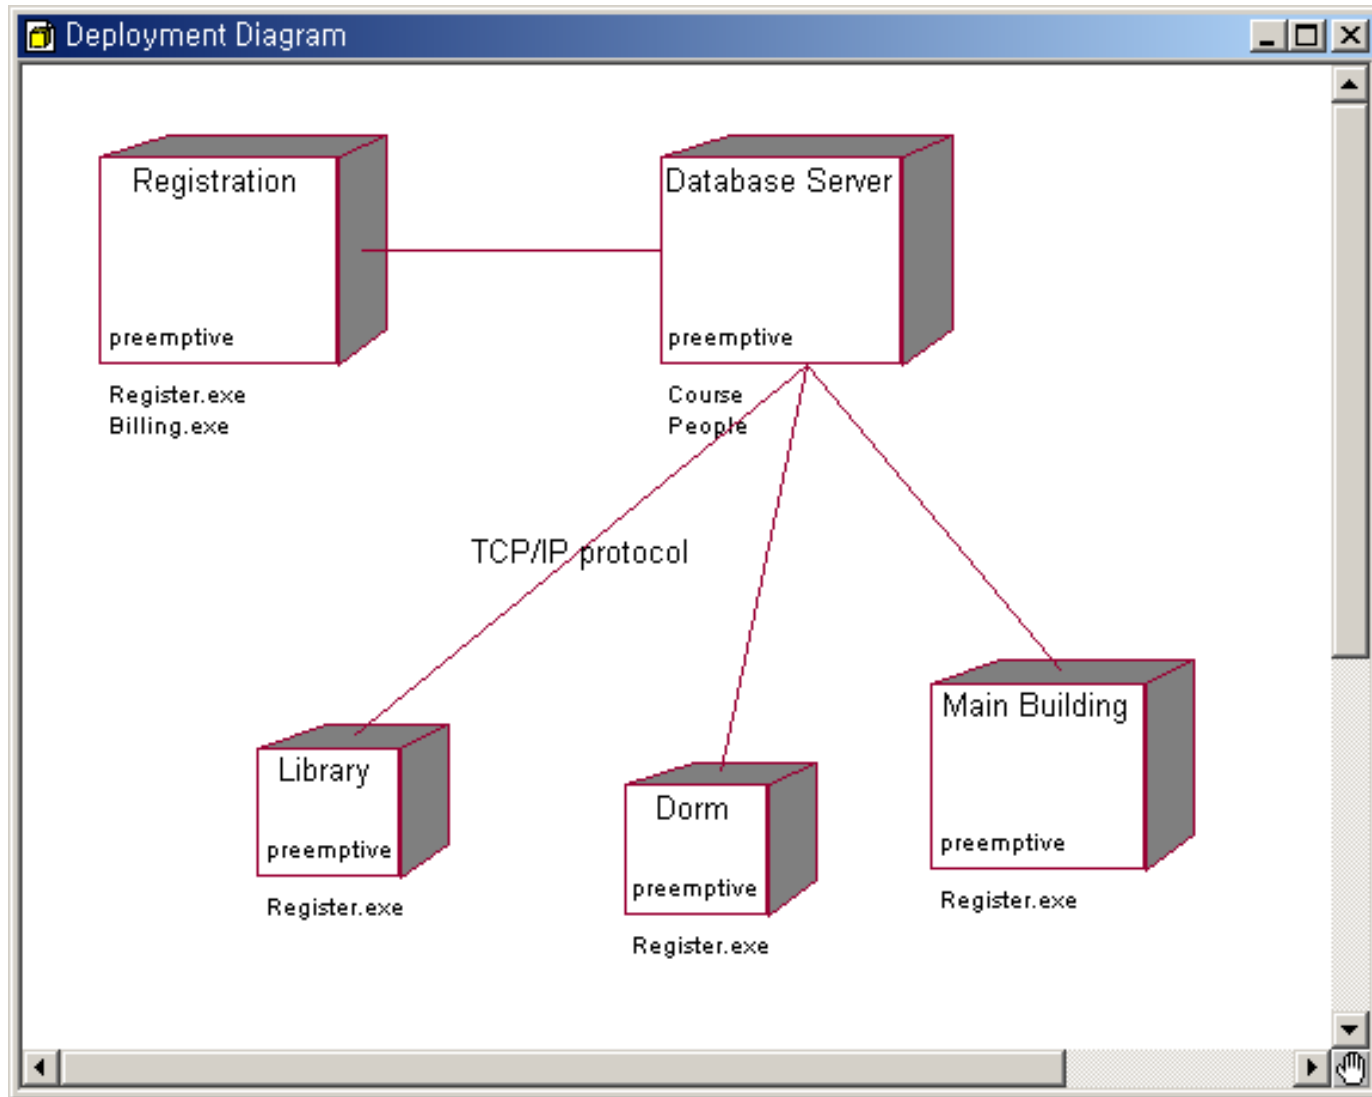 Deployment Diagram
Registration
preemptive
Register.exe
Billing.exe
Database Server
preemptive
Course
People
TCP/IP protocol
Library
preemptive
Register.exe
Dorm
preemptive
Register.exe
Main Building
preemptive
Register.exe